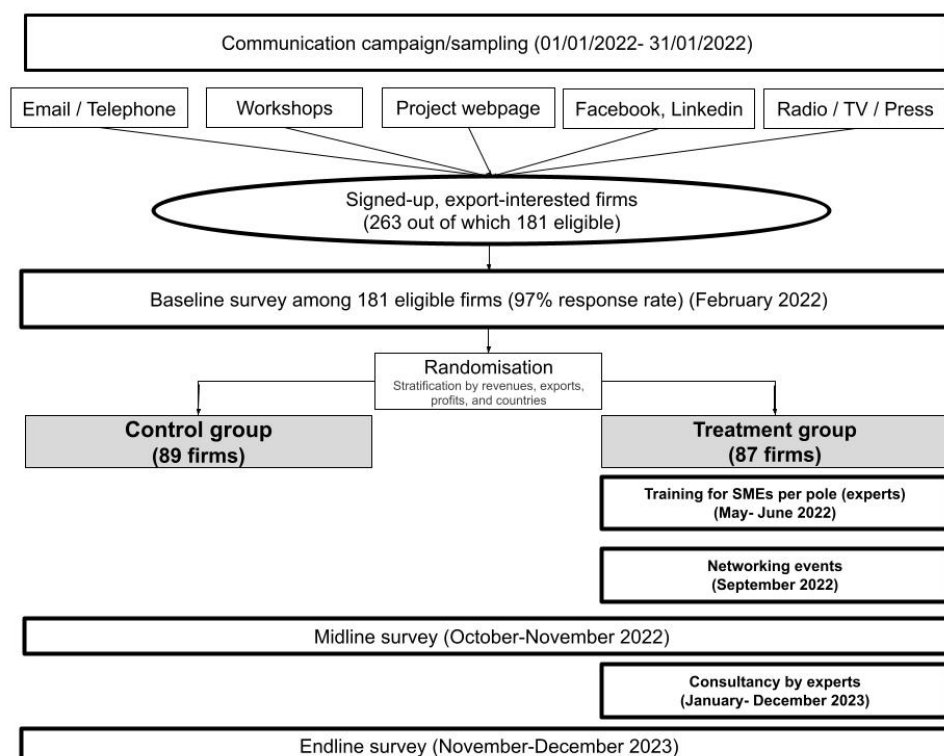 Communication campaign/sampling (01/01/2022- 31/01/2022)
Email / Telephone
Workshops
Project webpage
Facebook, Linkedin
Radio / TV / Press
Signed-up, export-interested firms
(263 out of which 181 eligible)
Baseline survey among 181 eligible firms (97% response rate) (February 2022)
Randomisation
Stratification by revenues, exports,
profits, and countries
Control group
(89 firms)
Treatment group
(87 firms)
Training for SMEs per pole (experts)
(May- June 2022)
Networking events
(September 2022)
Midline survey (October-November 2022)
Consultancy by experts
(January- December 2023)
Endline survey (November-December 2023)